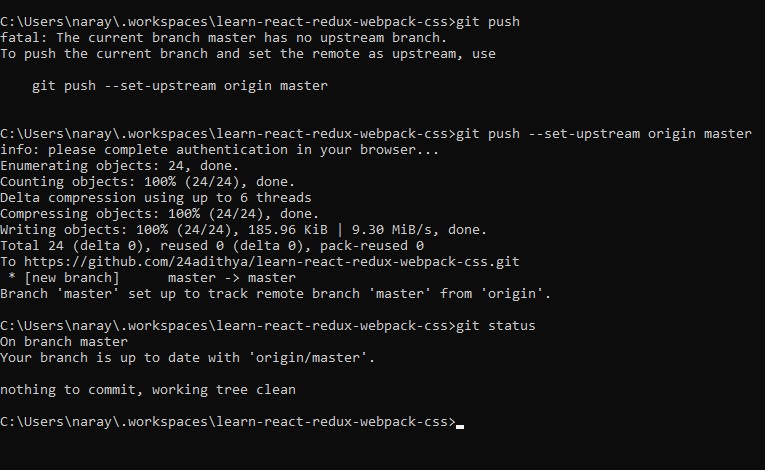 C:\Users\naray\.workspaces\learn-react-redux-webpack-css>git push
fatal: The current branch master has no upstream branch.
To push the current branch and set the remote as upstream, use
    git push --set-upstream origin master
C:\Users\naray\.workspaces\learn-react-redux-webpack-css>git push --set-upstream origin master
info: please complete authentication in your browser...
Enumerating objects: 24, done.
Counting objects: 100% (24/24), done.
Delta compression using up to 6 threads
Compressing objects: 100% (24/24), done.
Writing objects: 100% (24/24), 185.96 KiB | 9.30 MiB/s, done.
Total 24 (delta 0), reused 0 (delta 0), pack-reused 0
To https://github.com/24adithya/learn-react-redux-webpack-css.git
 * [new branch]      master -> master
Branch 'master' set up to track remote branch 'master' from 'origin'.
C:\Users\naray\.workspaces\learn-react-redux-webpack-css>git status
On branch master
Your branch is up to date with 'origin/master'.
nothing to commit, working tree clean
C:\Users\naray\.workspaces\learn-react-redux-webpack-css>